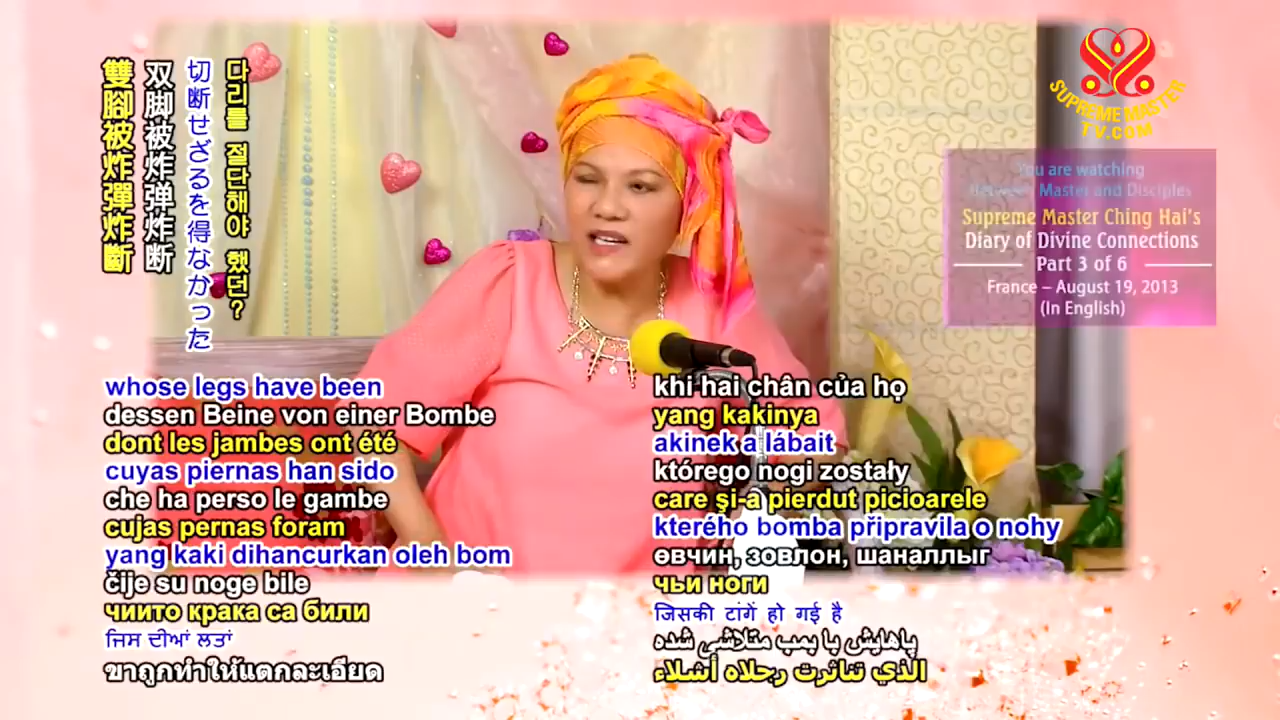 雙腳被炸彈炸斷
双脚被炸弹炸断
切断せざるを得なかった
다리를 절단해야 했던?
SUPREME MASTER
TV.COM
You are watching
Between Master and Disciples
Supreme Master Ching Hai's
Diary of Divine Connections
Part 3 of 6
France – August 19, 2013
(In English)
whose legs have been
dessen Beine von einer Bombe
dont les jambes ont été
cuyas piernas han sido
che ha perso le gambe
cujas pernas foram
yang kaki dihancurkan oleh bom
čije su noge bile
чиито крака са били
ਜਿਸ ਦੀਆਂ ਲਤਾਂ
ขาถูกทำให้แตกละเอียด
khi hai chân của họ
yang kakinya
akinek a lábait
którego nogi zostały
care şi-a pierdut picioarele
kterého bomba připravila o nohy
өвчин, зовлон, шаналлыг
чьи ноги
जिसकी टांगें हो गई है
پاهایش با بمب متلاشی شده
الذي تناثرت رجلاه أشلاء